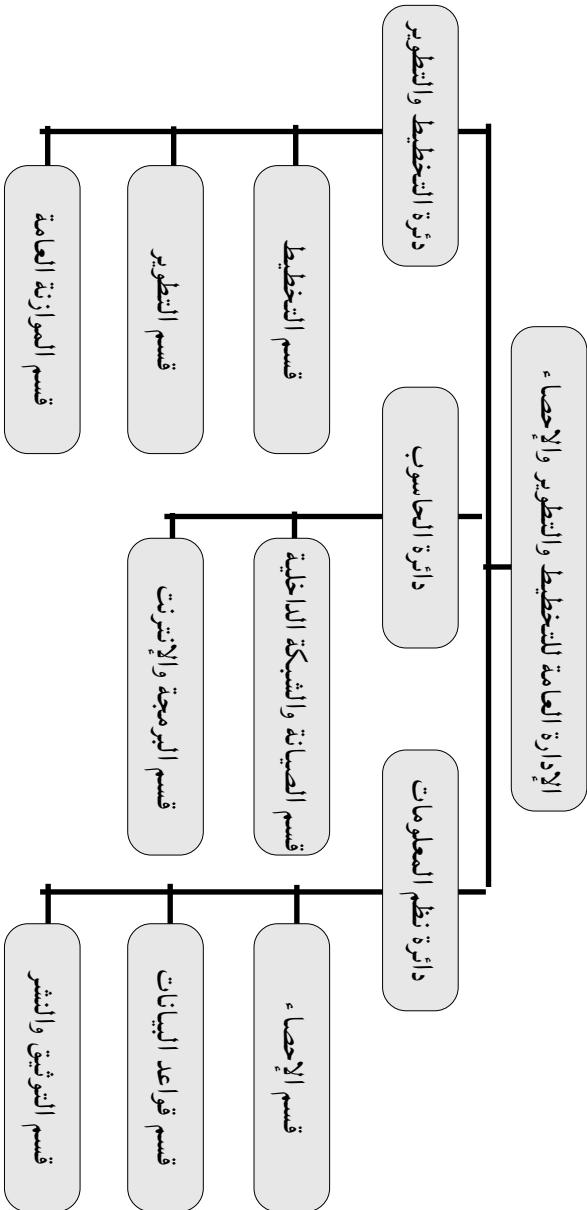 الإدارة العامة للتخطيط والتطوير والإحصاء
دائرة نظم المعلومات
قسم الإحصاء
قسم قواعد البيانات
قسم التوثيق والنشر
دائرة الحاسوب
قسم الصيانة والشبكة الداخلية
قسم البرمجة والإنترنت
دئرة التخطيط والتطوير
قسم التخطيط
قسم التطوير
قسم الموازنة العامة